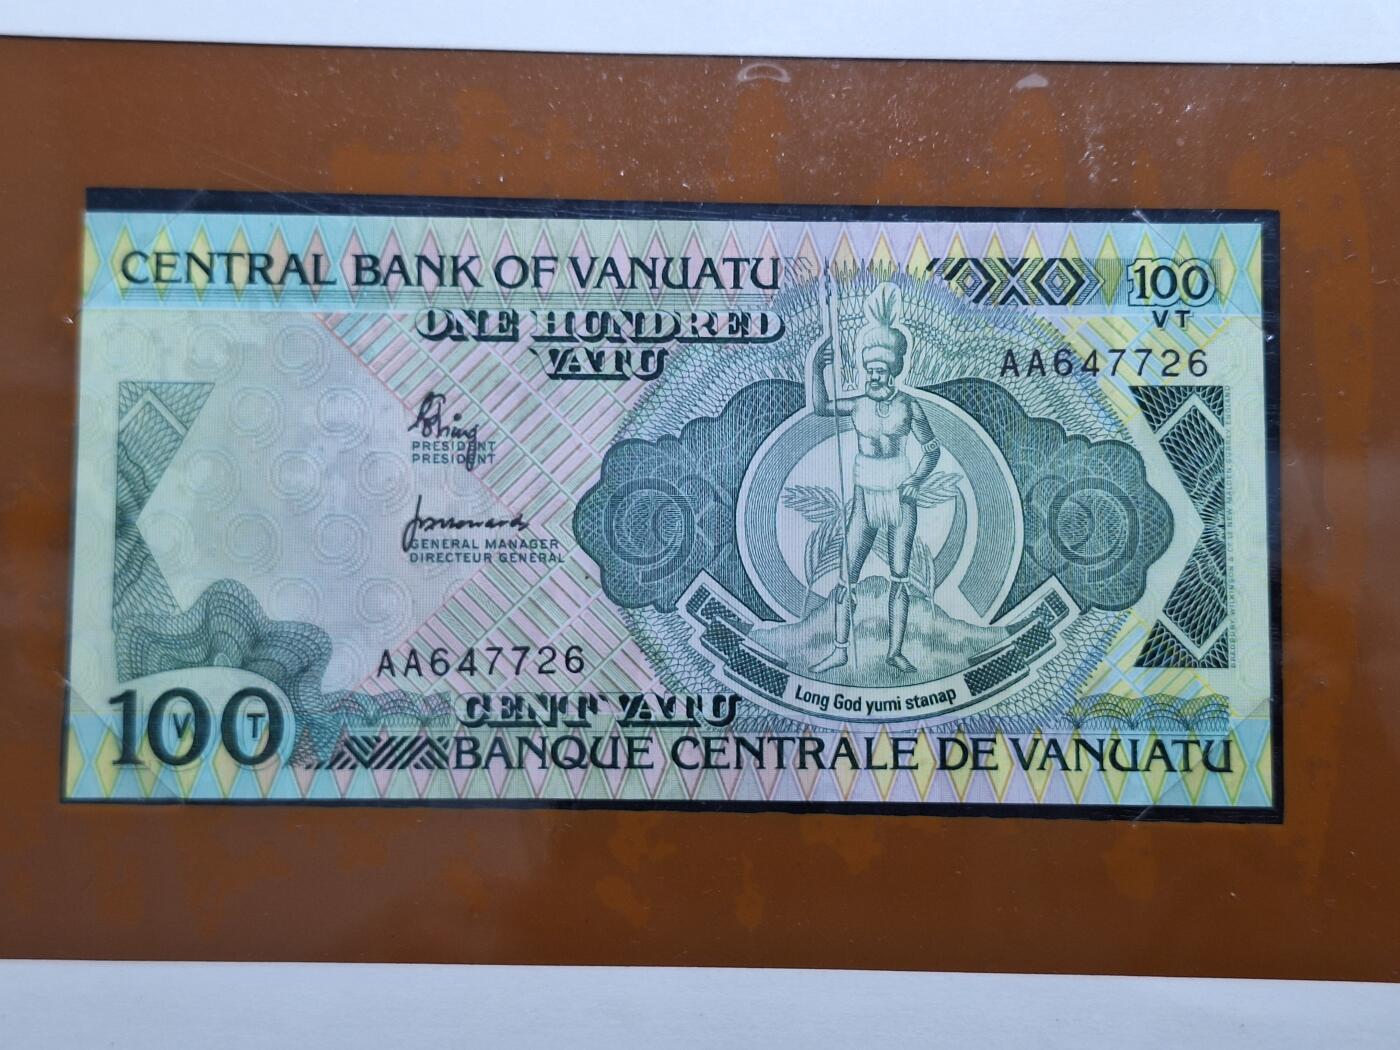 CENTRAL BANK OF VANUATU
100
VT
ONE HUNDRED
VATU
AA647726
PRESIDENT
PRESIDENT
GENERAL MANAGER
DIRECTEUR GENERAL
AA647726
Long God yumi stanap
100
V T
CENT VATU
BANQUE CENTRALE DE VANUATU